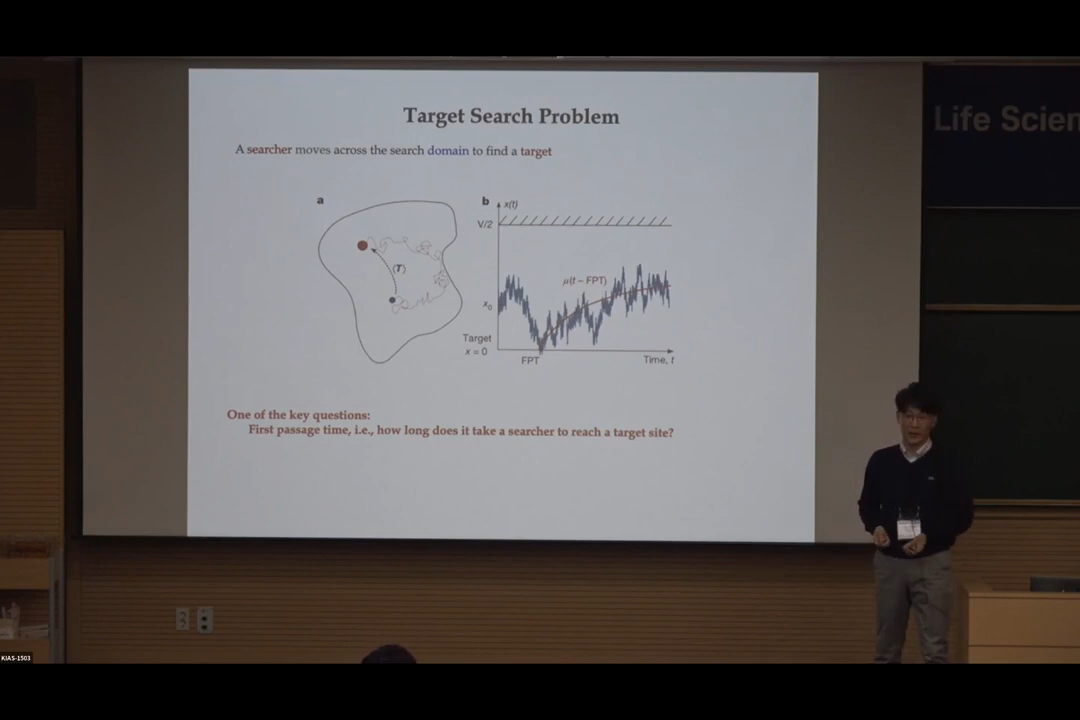 Target Search Problem
A searcher moves across the search domain to find a target
a
⟨T⟩
b
x(t)
V/2
μ(t − FPT)
x₀
Target
x = 0
FPT
Time, t
One of the key questions:
First passage time, i.e., how long does it take a searcher to reach a target site?
Life Scien
KIAS-1503